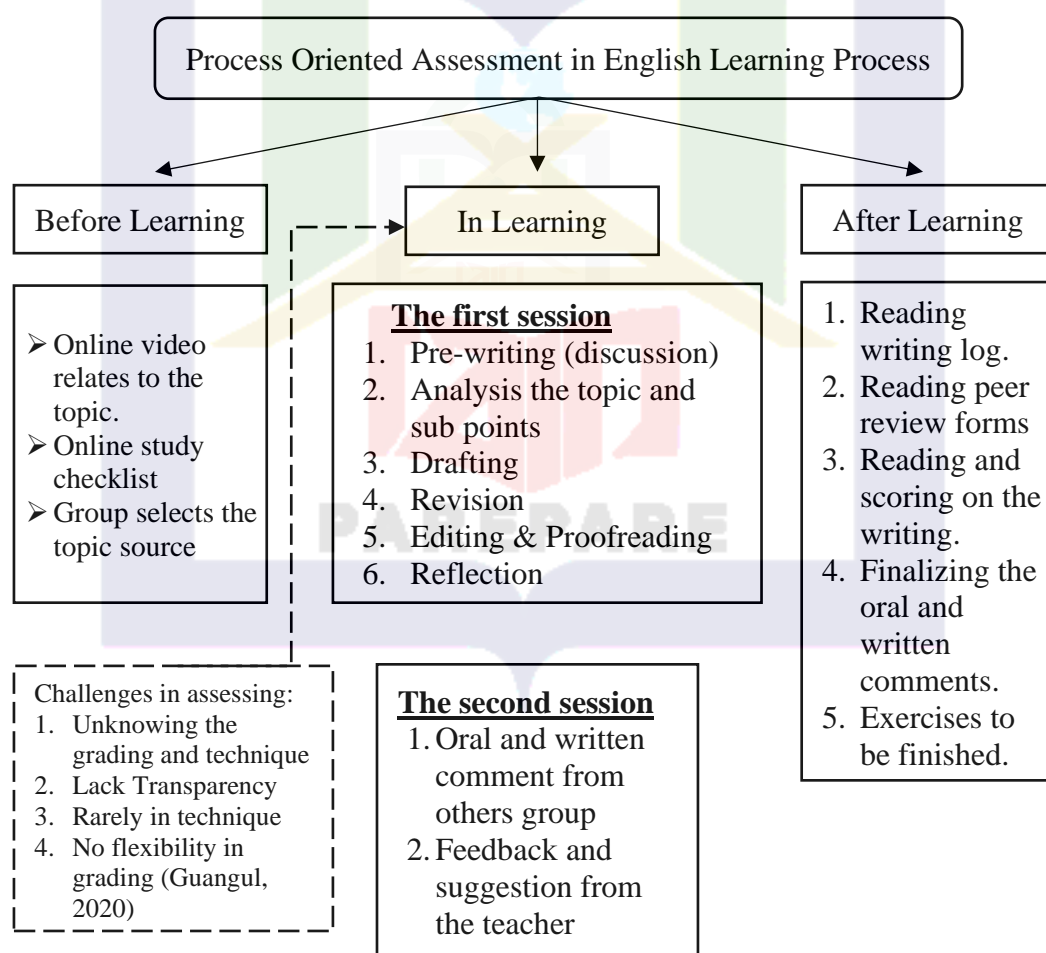 Process Oriented Assessment in English Learning Process
Before Learning
In Learning
After Learning
➢ Online video
relates to the
topic.
➢ Online study
checklist
➢ Group selects the
topic source
The first session
1. Pre-writing (discussion)
2. Analysis the topic and
sub points
3. Drafting
4. Revision
5. Editing & Proofreading
6. Reflection
1. Reading
writing log.
2. Reading peer
review forms
3. Reading and
scoring on the
writing.
4. Finalizing the
oral and
written
comments.
5. Exercises to
be finished.
PAREPARE
Challenges in assessing:
1. Unknowing the
grading and technique
2. Lack Transparency
3. Rarely in technique
4. No flexibility in
grading (Guangul,
2020)
The second session
1. Oral and written
comment from
others group
2. Feedback and
suggestion from
the teacher